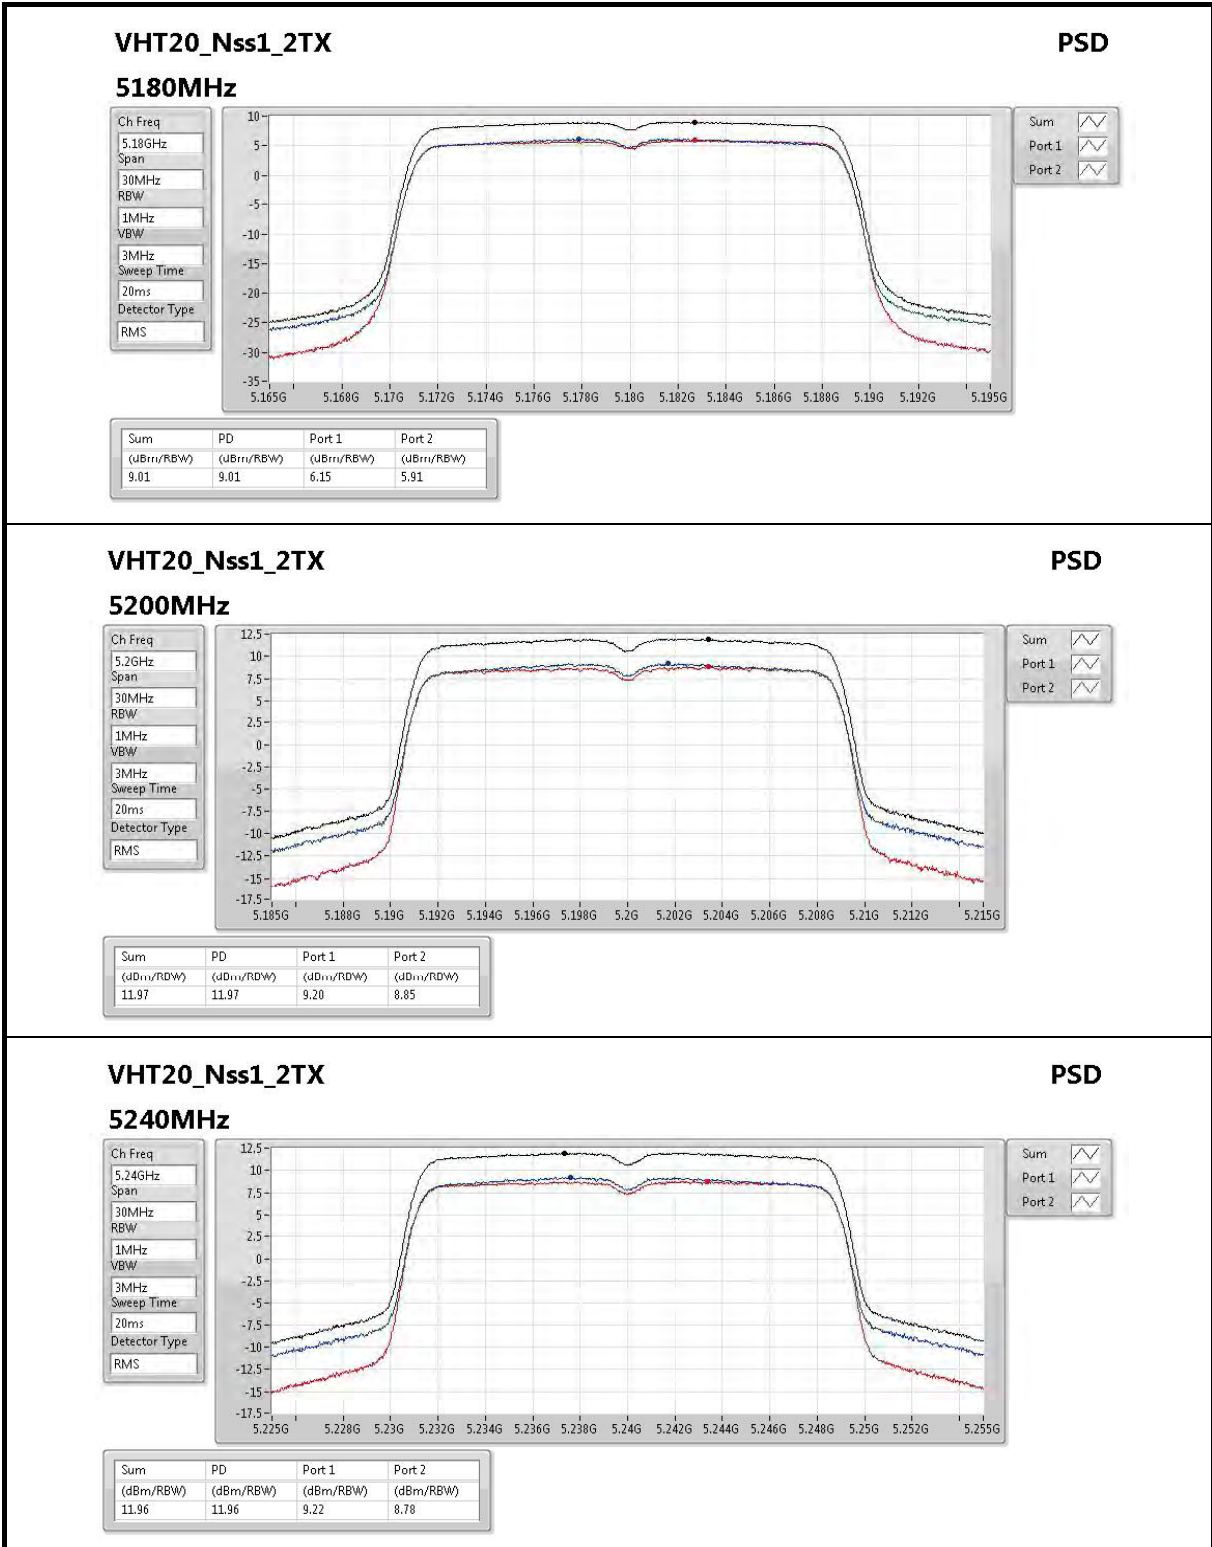 VHT20_Nss1_2TX PSD
5180MHz
Ch Freq
5.18GHz
Span
30MHz
RBW
1MHz
VBW
3MHz
Sweep Time
20ms
Detector Type
RMS
10
5
0
-5
-10
-15
-20
-25
-30
-35
5.165G 5.168G 5.17G 5.172G 5.174G 5.176G 5.178G 5.18G 5.182G 5.184G 5.186G 5.188G 5.19G 5.192G 5.195G
Sum
Port 1
Port 2
Sum PD Port 1 Port 2
(dBm/RBW) (dBm/RBW) (dBm/RBW) (dBm/RBW)
9.01 9.01 6.15 5.91
VHT20_Nss1_2TX PSD
5200MHz
Ch Freq
5.2GHz
Span
30MHz
RBW
1MHz
VBW
3MHz
Sweep Time
20ms
Detector Type
RMS
12.5
10
7.5
5
2.5
0
-2.5
-5
-7.5
-10
-12.5
-15
-17.5
5.185G 5.188G 5.19G 5.192G 5.194G 5.196G 5.198G 5.2G 5.202G 5.204G 5.206G 5.208G 5.21G 5.212G 5.215G
Sum
Port 1
Port 2
Sum PD Port 1 Port 2
(dBm/RBW) (dBm/RBW) (dBm/RBW) (dBm/RBW)
11.97 11.97 9.20 8.85
VHT20_Nss1_2TX PSD
5240MHz
Ch Freq
5.24GHz
Span
30MHz
RBW
1MHz
VBW
3MHz
Sweep Time
20ms
Detector Type
RMS
12.5
10
7.5
5
2.5
0
-2.5
-5
-7.5
-10
-12.5
-15
-17.5
5.225G 5.228G 5.23G 5.232G 5.234G 5.236G 5.238G 5.24G 5.242G 5.244G 5.246G 5.248G 5.25G 5.252G 5.255G
Sum
Port 1
Port 2
Sum PD Port 1 Port 2
(dBm/RBW) (dBm/RBW) (dBm/RBW) (dBm/RBW)
11.96 11.96 9.22 8.78